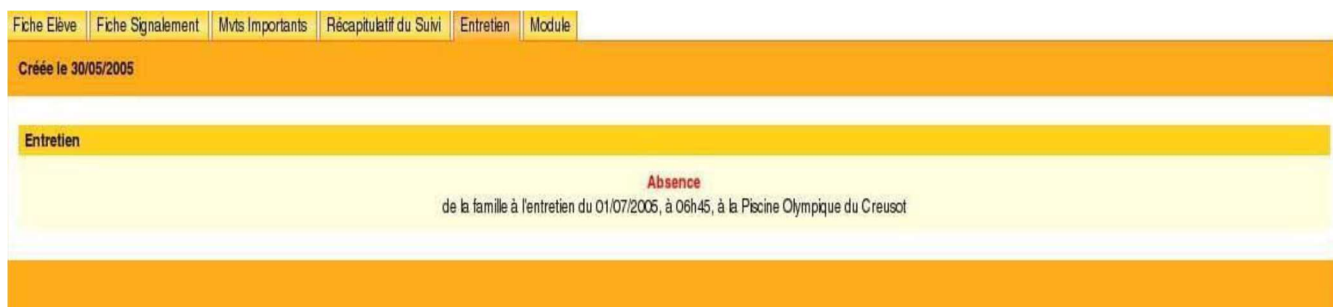 Fiche Elève Fiche Signalement Mvts Importants Récapitulatif du Suivi Entretien Module
Créée le 30/05/2005
Entretien
Absence
de la famille à l'entretien du 01/07/2005, à 06h45, à la Piscine Olympique du Creusot